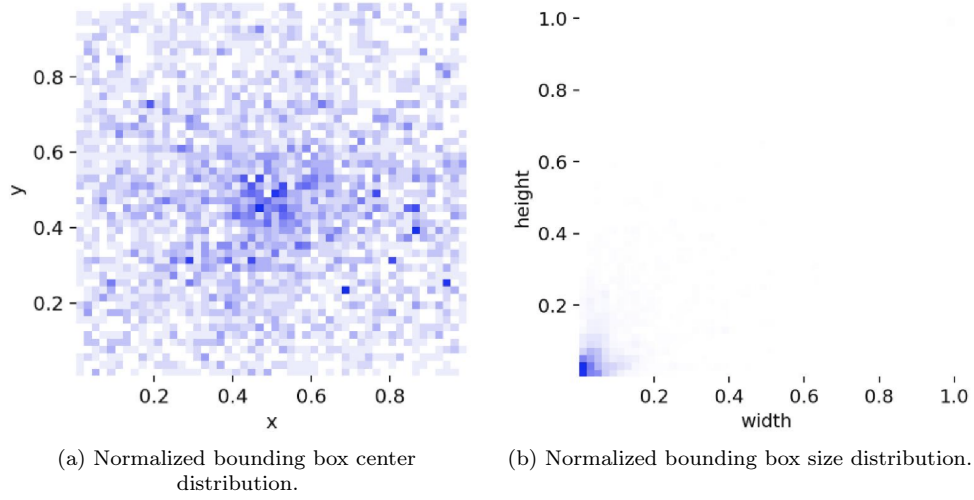 0.8
0.6
0.4
0.2
y
0.2
0.4
0.6
0.8
x
(a) Normalized bounding box center
distribution.
1.0
0.8
0.6
0.4
0.2
height
0.2
0.4
0.6
0.8
1.0
width
(b) Normalized bounding box size distribution.